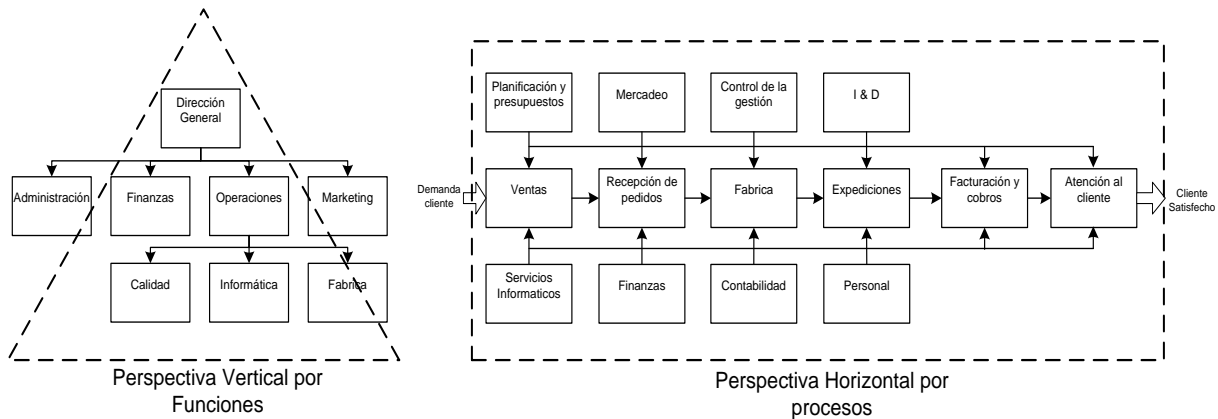 Dirección
General
Administración
Finanzas
Operaciones
Marketing
Calidad
Informática
Fabrica
Perspectiva Vertical por
Funciones
Planificación y
presupuestos
Mercadeo
Control de la
gestión
I & D
Demanda
cliente
Ventas
Recepción de
pedidos
Fabrica
Expediciones
Facturación y
cobros
Atención al
cliente
Cliente
Satisfecho
Servicios
Informaticos
Finanzas
Contabilidad
Personal
Perspectiva Horizontal por
procesos